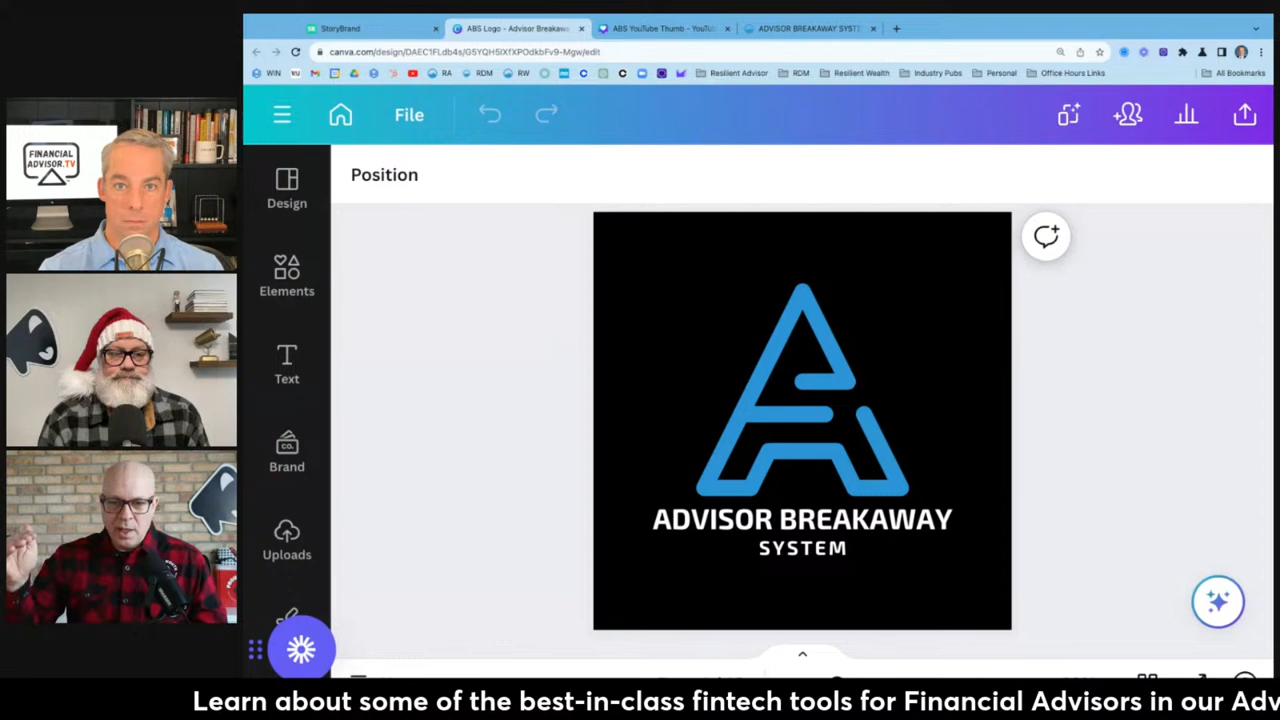 StoryBrand
ABS Logo - Advisor Breakawa
ABS YouTube Thumb - YouTu
ADVISOR BREAKAWAY SYST
canva.com/design/DAEC1FLdb4s/G5YQH5IXfXPOdkbFv9-Mgw/edit
WIN
RA
RDM
RW
Resilient Advisor
RDM
Resilient Wealth
Industry Pubs
Personal
Office Hours Links
All Bookmarks
File
Position
Design
Elements
Text
CO.
Brand
Uploads
ADVISOR BREAKAWAY
SYSTEM
FINANCIAL
ADVISOR.TV
Learn about some of the best-in-class fintech tools for Financial Advisors in our Adv